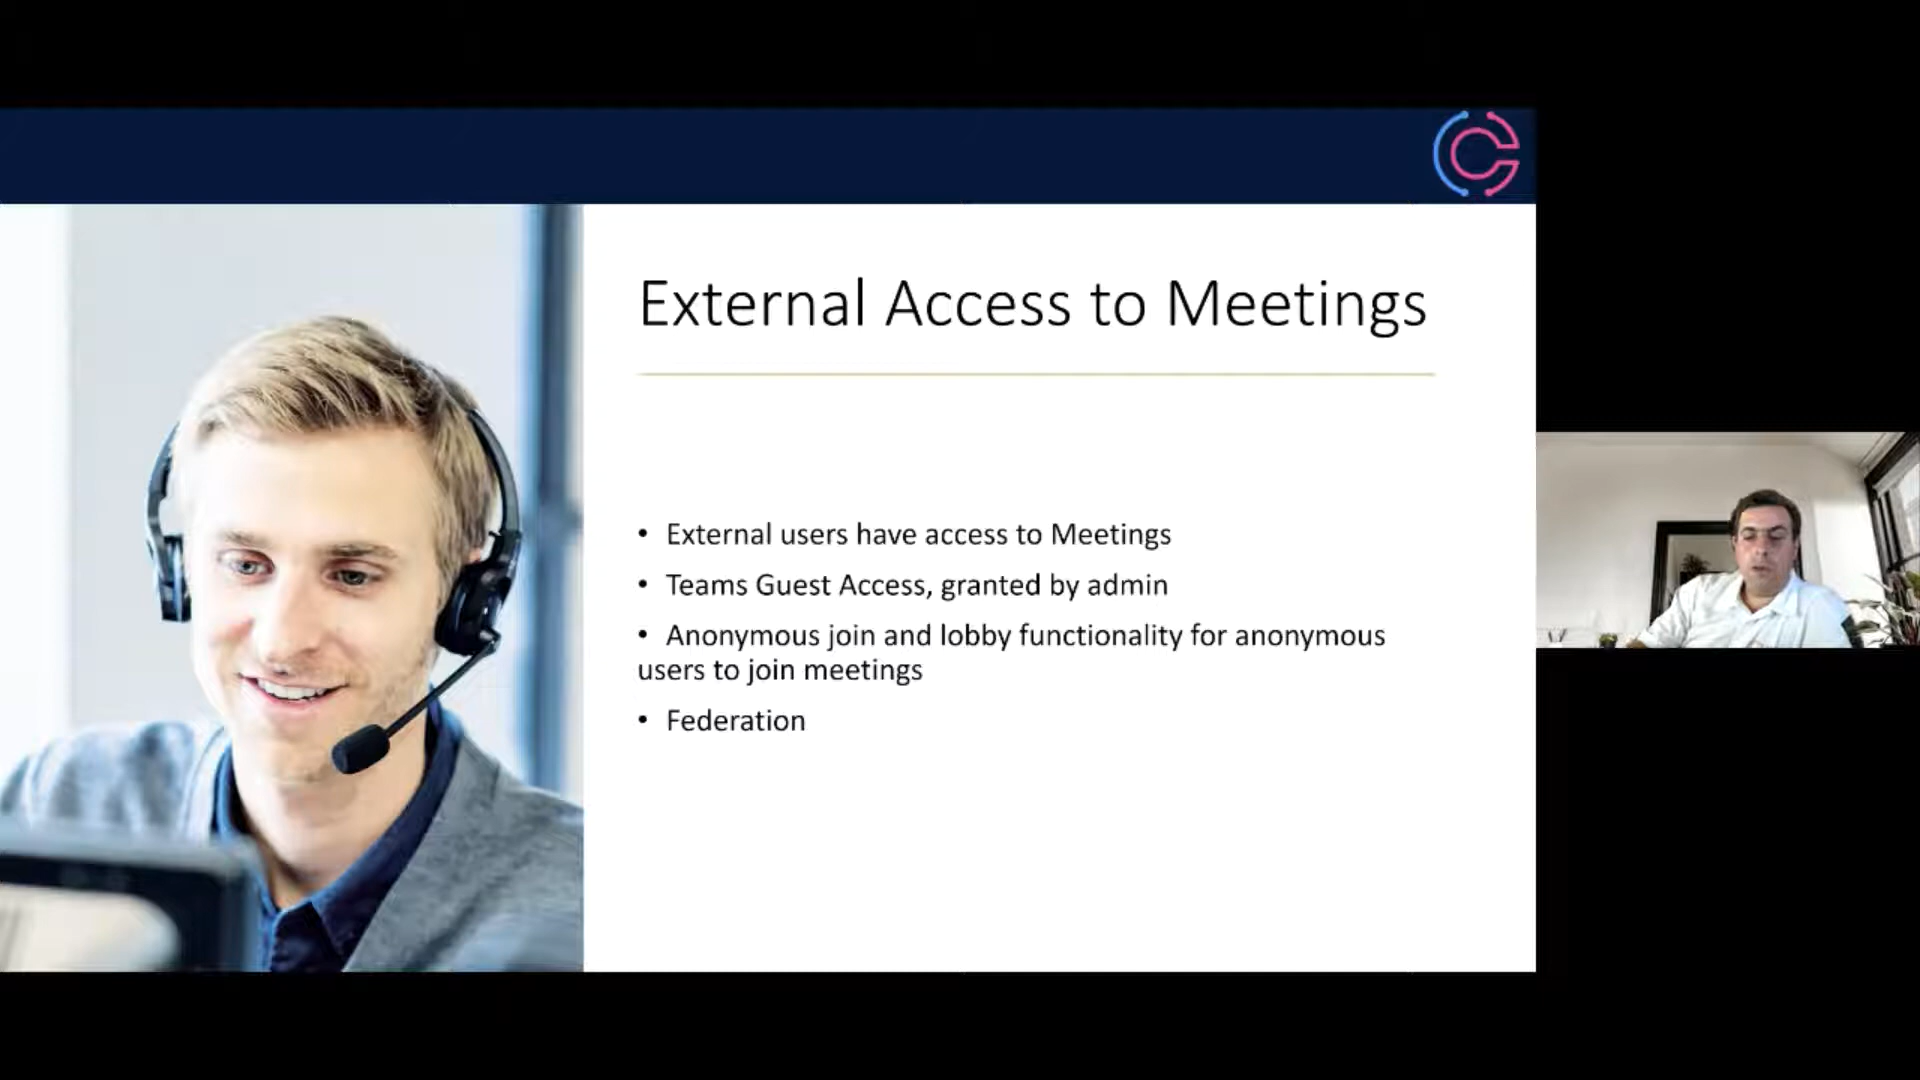 External Access to Meetings
• External users have access to Meetings
• Teams Guest Access, granted by admin
• Anonymous join and lobby functionality for anonymous
users to join meetings
• Federation